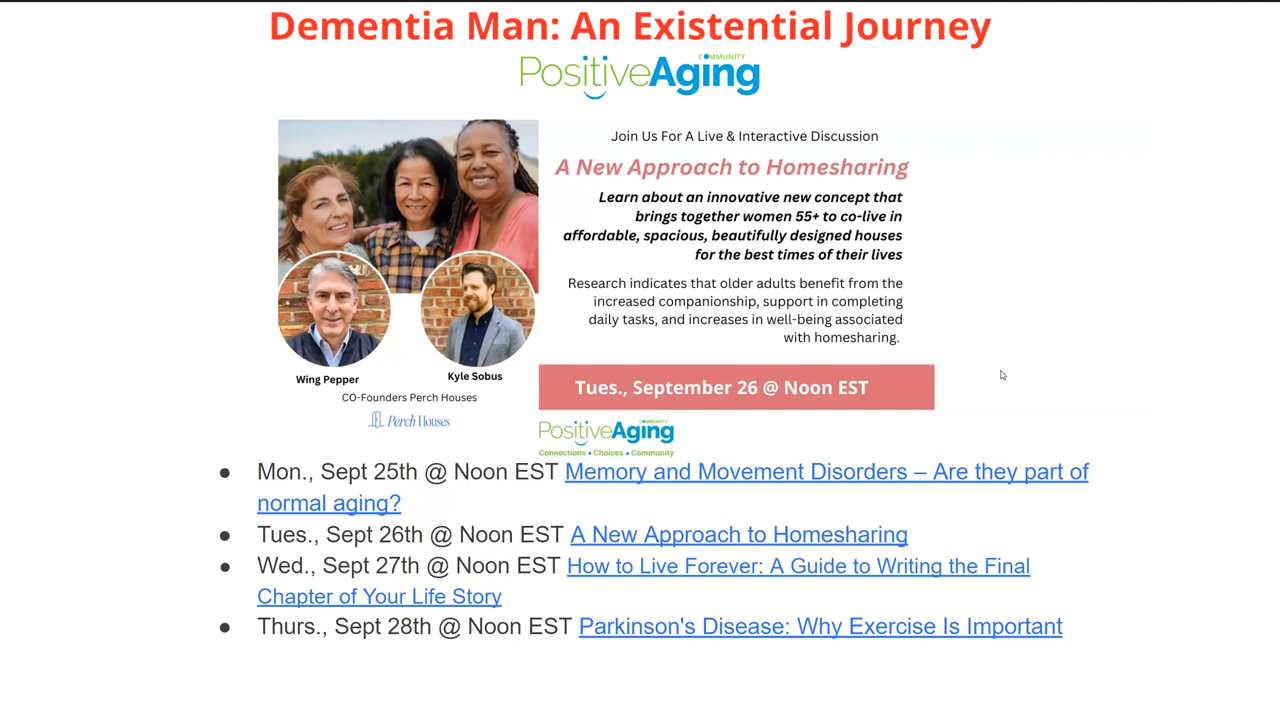 Dementia Man: An Existential Journey
COMMUNITY
PositiveAging
Join Us For A Live & Interactive Discussion
A New Approach to Homesharing
Learn about an innovative new concept that
brings together women 55+ to co-live in
affordable, spacious, beautifully designed houses
for the best times of their lives
Research indicates that older adults benefit from the
increased companionship, support in completing
daily tasks, and increases in well-being associated
with homesharing.
Wing Pepper
Kyle Sobus
CO-Founders Perch Houses
Perch Houses
Tues., September 26 @ Noon EST
COMMUNITY
PositiveAging
Connections • Choices • Community
● Mon., Sept 25th @ Noon EST Memory and Movement Disorders – Are they part of
normal aging?
● Tues., Sept 26th @ Noon EST A New Approach to Homesharing
● Wed., Sept 27th @ Noon EST How to Live Forever: A Guide to Writing the Final
Chapter of Your Life Story
● Thurs., Sept 28th @ Noon EST Parkinson's Disease: Why Exercise Is Important